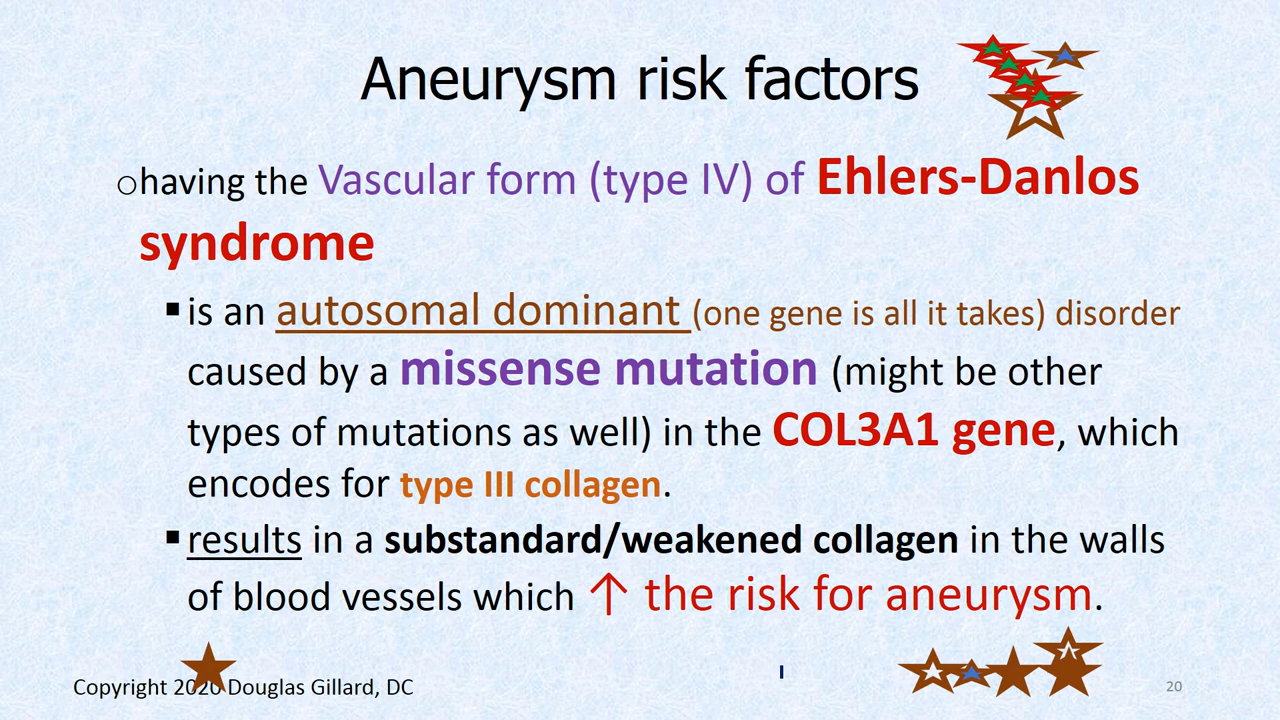 Aneurysm risk factors
○having the Vascular form (type IV) of Ehlers-Danlos
syndrome
▪is an autosomal dominant (one gene is all it takes) disorder
caused by a missense mutation (might be other
types of mutations as well) in the COL3A1 gene, which
encodes for type III collagen.
▪results in a substandard/weakened collagen in the walls
of blood vessels which ↑ the risk for aneurysm.
Copyright 2020 Douglas Gillard, DC
20